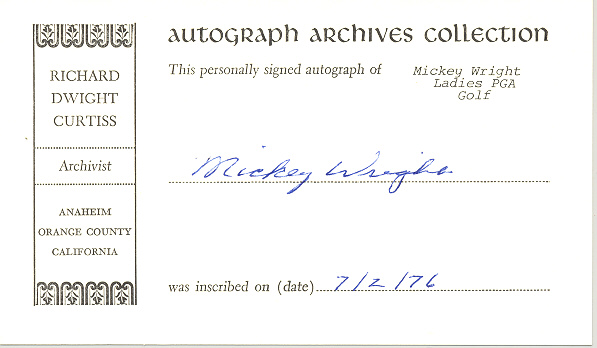 RICHARD
DWIGHT
CURTISS
Archivist
ANAHEIM
ORANGE COUNTY
CALIFORNIA
autograph archives collection
This personally signed autograph of Mickey Wright
Ladies PGA
Golf
Mickey Wright
was inscribed on (date) 7/2/76